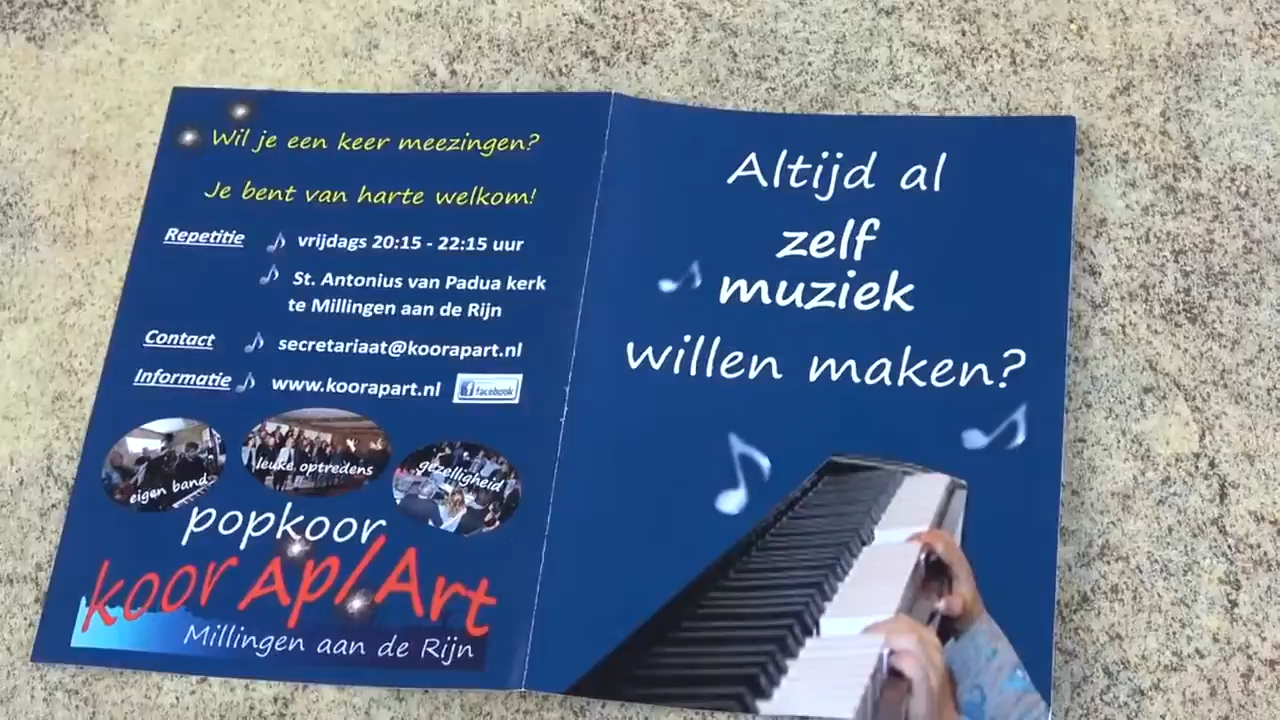 Wil je een keer meezingen?
Je bent van harte welkom!
Repetitie vrijdags 20:15 - 22:15 uur
St. Antonius van Padua kerk
te Millingen aan de Rijn
Contact secretariaat@koorapart.nl
Informatie www.koorapart.nl facebook
eigen band
leuke optredens
gezelligheid
popkoor
koor Ap/Art
Millingen aan de Rijn
Altijd al
zelf
muziek
willen maken?